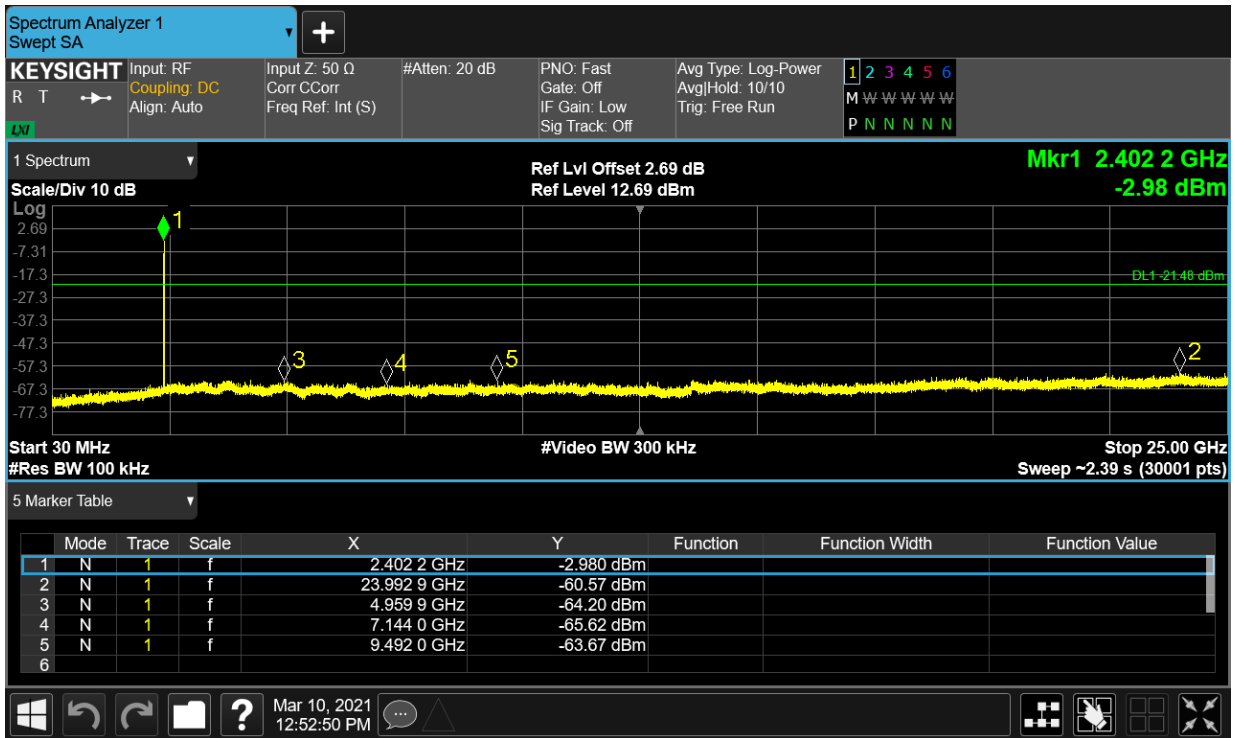 Spectrum Analyzer 1
Swept SA
KEYSIGHT
R T
LXI
Input: RF
Coupling: DC
Align: Auto
Input Z: 50 Ω
Corr CCorr
Freq Ref: Int (S)
#Atten: 20 dB
PNO: Fast
Gate: Off
IF Gain: Low
Sig Track: Off
Avg Type: Log-Power
Avg|Hold: 10/10
Trig: Free Run
1 2 3 4 5 6
M W W W W W
P N N N N N
1 Spectrum
Scale/Div 10 dB
Ref Lvl Offset 2.69 dB
Ref Level 12.69 dBm
Mkr1 2.402 2 GHz
-2.98 dBm
Log
2.69
-7.31
-17.3
-27.3
-37.3
-47.3
-57.3
-67.3
-77.3
1
3
4
5
2
DL1 -21.48 dBm
Start 30 MHz
#Video BW 300 kHz
Stop 25.00 GHz
#Res BW 100 kHz
Sweep ~2.39 s (30001 pts)
5 Marker Table
Mode Trace Scale X Y Function Function Width Function Value
1 N 1 f 2.402 2 GHz -2.980 dBm
2 N 1 f 23.992 9 GHz -60.57 dBm
3 N 1 f 4.959 9 GHz -64.20 dBm
4 N 1 f 7.144 0 GHz -65.62 dBm
5 N 1 f 9.492 0 GHz -63.67 dBm
6
?
Mar 10, 2021
12:52:50 PM